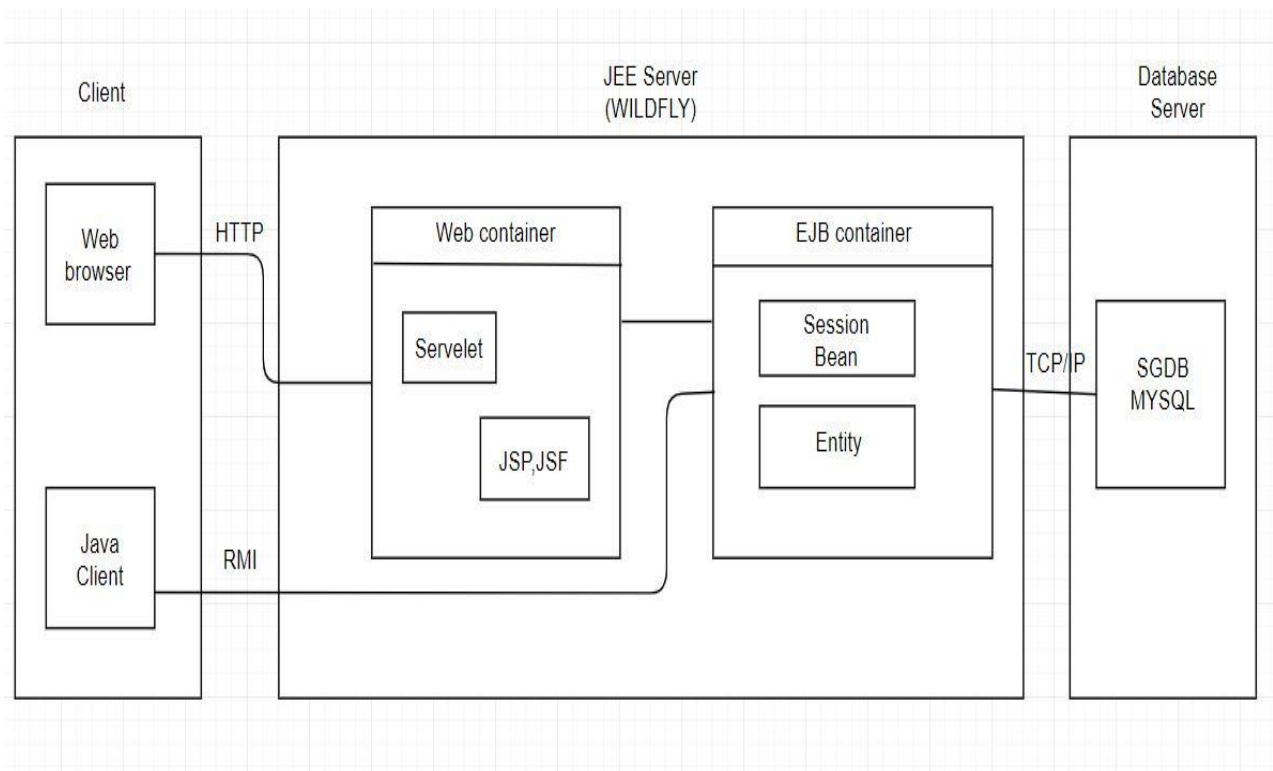 Client
JEE Server
(WILDFLY)
Database
Server
Web
browser
HTTP
Web container
Servelet
JSP,JSF
EJB container
Session
Bean
Entity
TCP/IP
SGDB
MYSQL
Java
Client
RMI